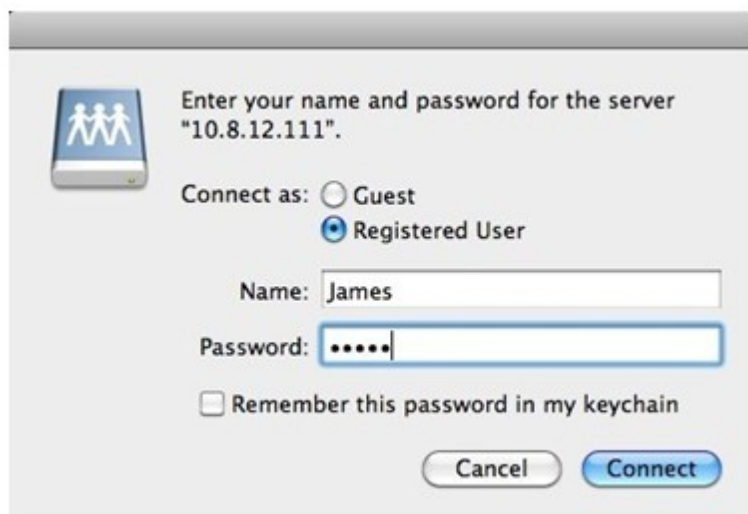 Enter your name and password for the server
“10.8.12.111”.
Connect as: Guest
Registered User
Name: James
Password: •••••
Remember this password in my keychain
Cancel Connect